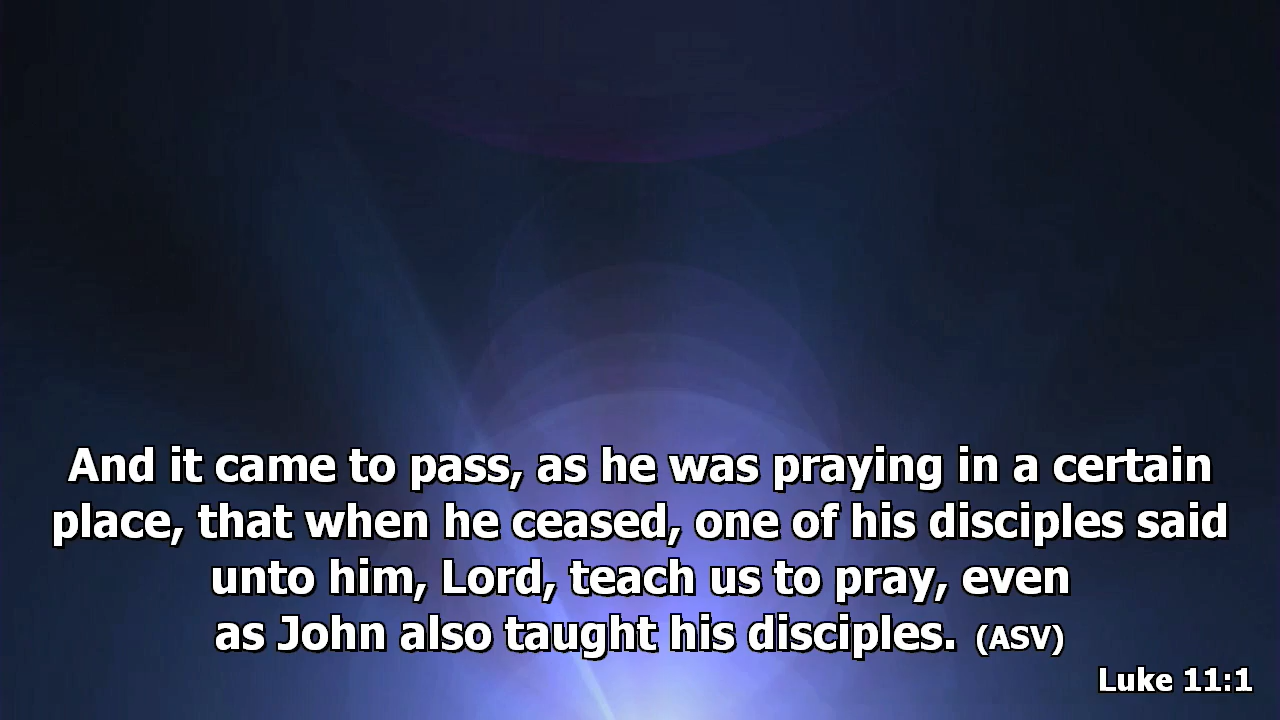 And it came to pass, as he was praying in a certain
place, that when he ceased, one of his disciples said
unto him, Lord, teach us to pray, even
as John also taught his disciples. (ASV)
Luke 11:1